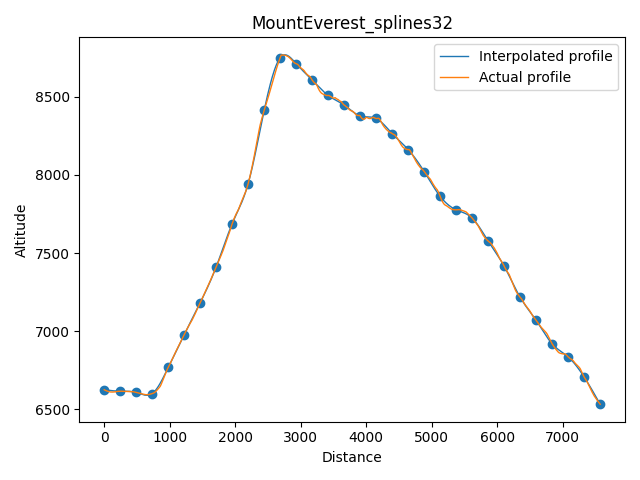 MountEverest_splines32
Interpolated profile
Actual profile
Altitude
8500
8000
7500
7000
6500
0 1000 2000 3000 4000 5000 6000 7000
Distance